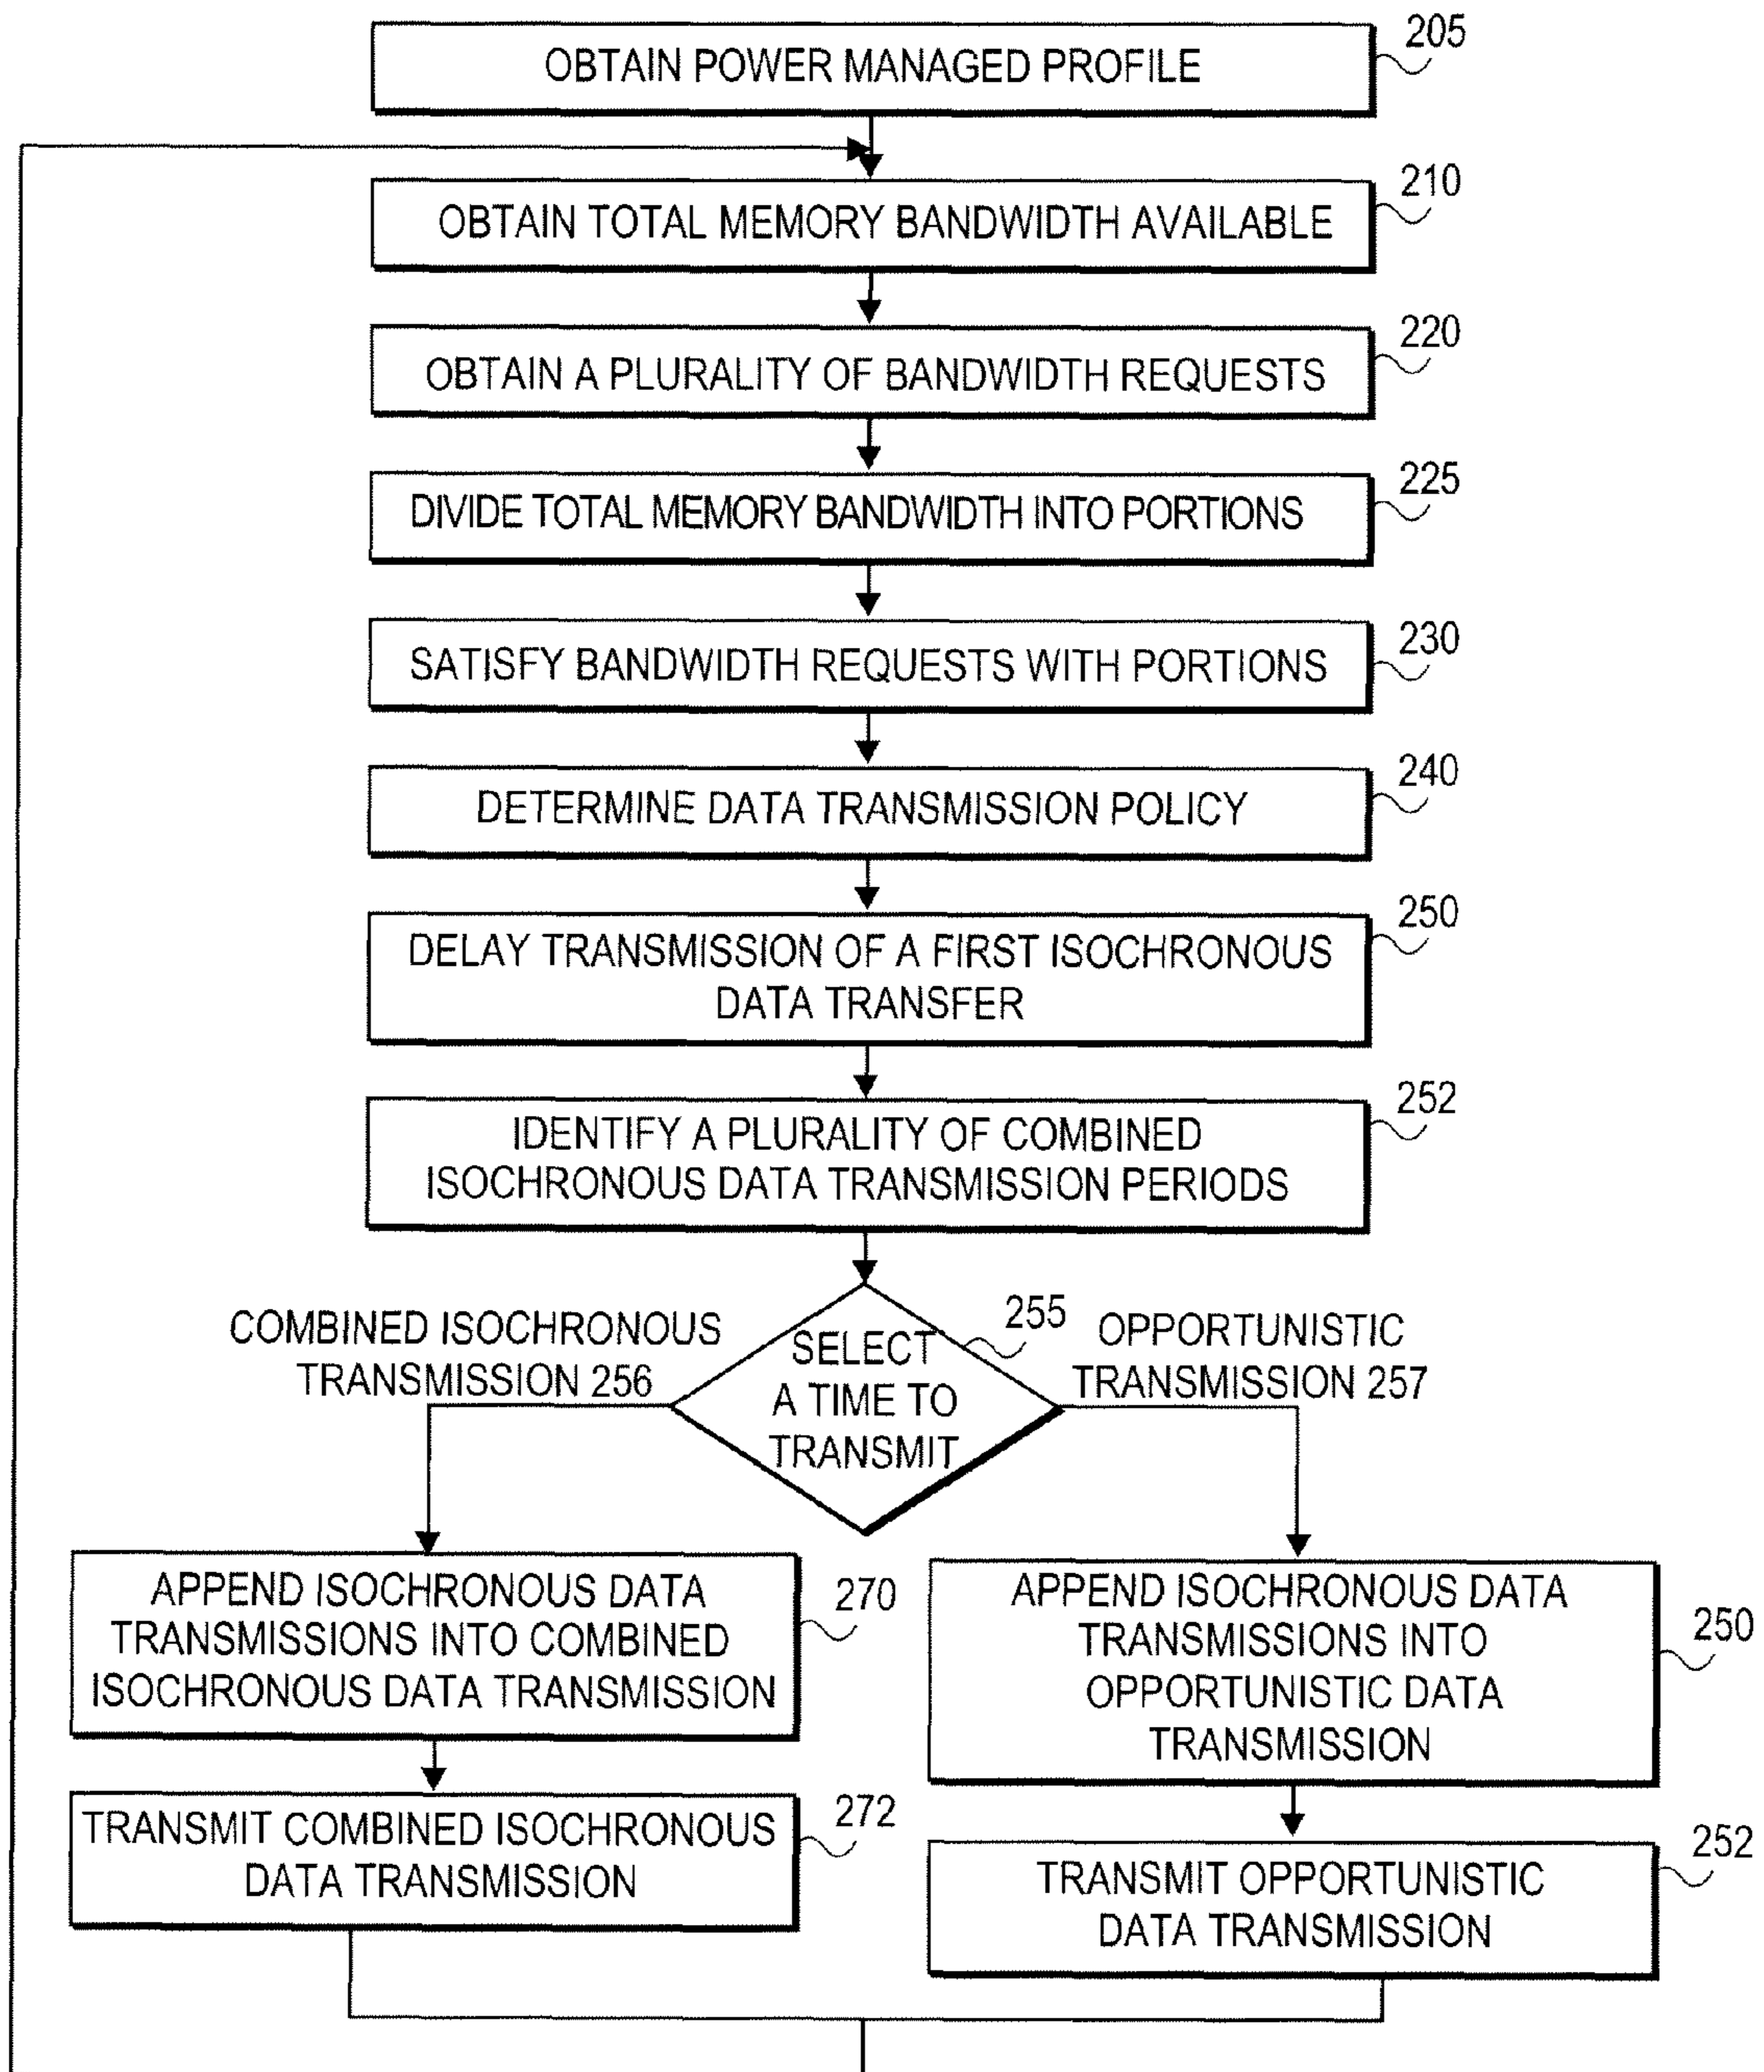 OBTAIN POWER MANAGED PROFILE
205
OBTAIN TOTAL MEMORY BANDWIDTH AVAILABLE
210
OBTAIN A PLURALITY OF BANDWIDTH REQUESTS
220
DIVIDE TOTAL MEMORY BANDWIDTH INTO PORTIONS
225
SATISFY BANDWIDTH REQUESTS WITH PORTIONS
230
DETERMINE DATA TRANSMISSION POLICY
240
DELAY TRANSMISSION OF A FIRST ISOCHRONOUS
DATA TRANSFER
250
IDENTIFY A PLURALITY OF COMBINED
ISOCHRONOUS DATA TRANSMISSION PERIODS
252
COMBINED ISOCHRONOUS
TRANSMISSION 256
SELECT
A TIME TO
TRANSMIT
255
OPPORTUNISTIC
TRANSMISSION 257
APPEND ISOCHRONOUS DATA
TRANSMISSIONS INTO COMBINED
ISOCHRONOUS DATA TRANSMISSION
270
APPEND ISOCHRONOUS DATA
TRANSMISSIONS INTO
OPPORTUNISTIC DATA
TRANSMISSION
250
TRANSMIT COMBINED ISOCHRONOUS
DATA TRANSMISSION
272
TRANSMIT OPPORTUNISTIC
DATA TRANSMISSION
252